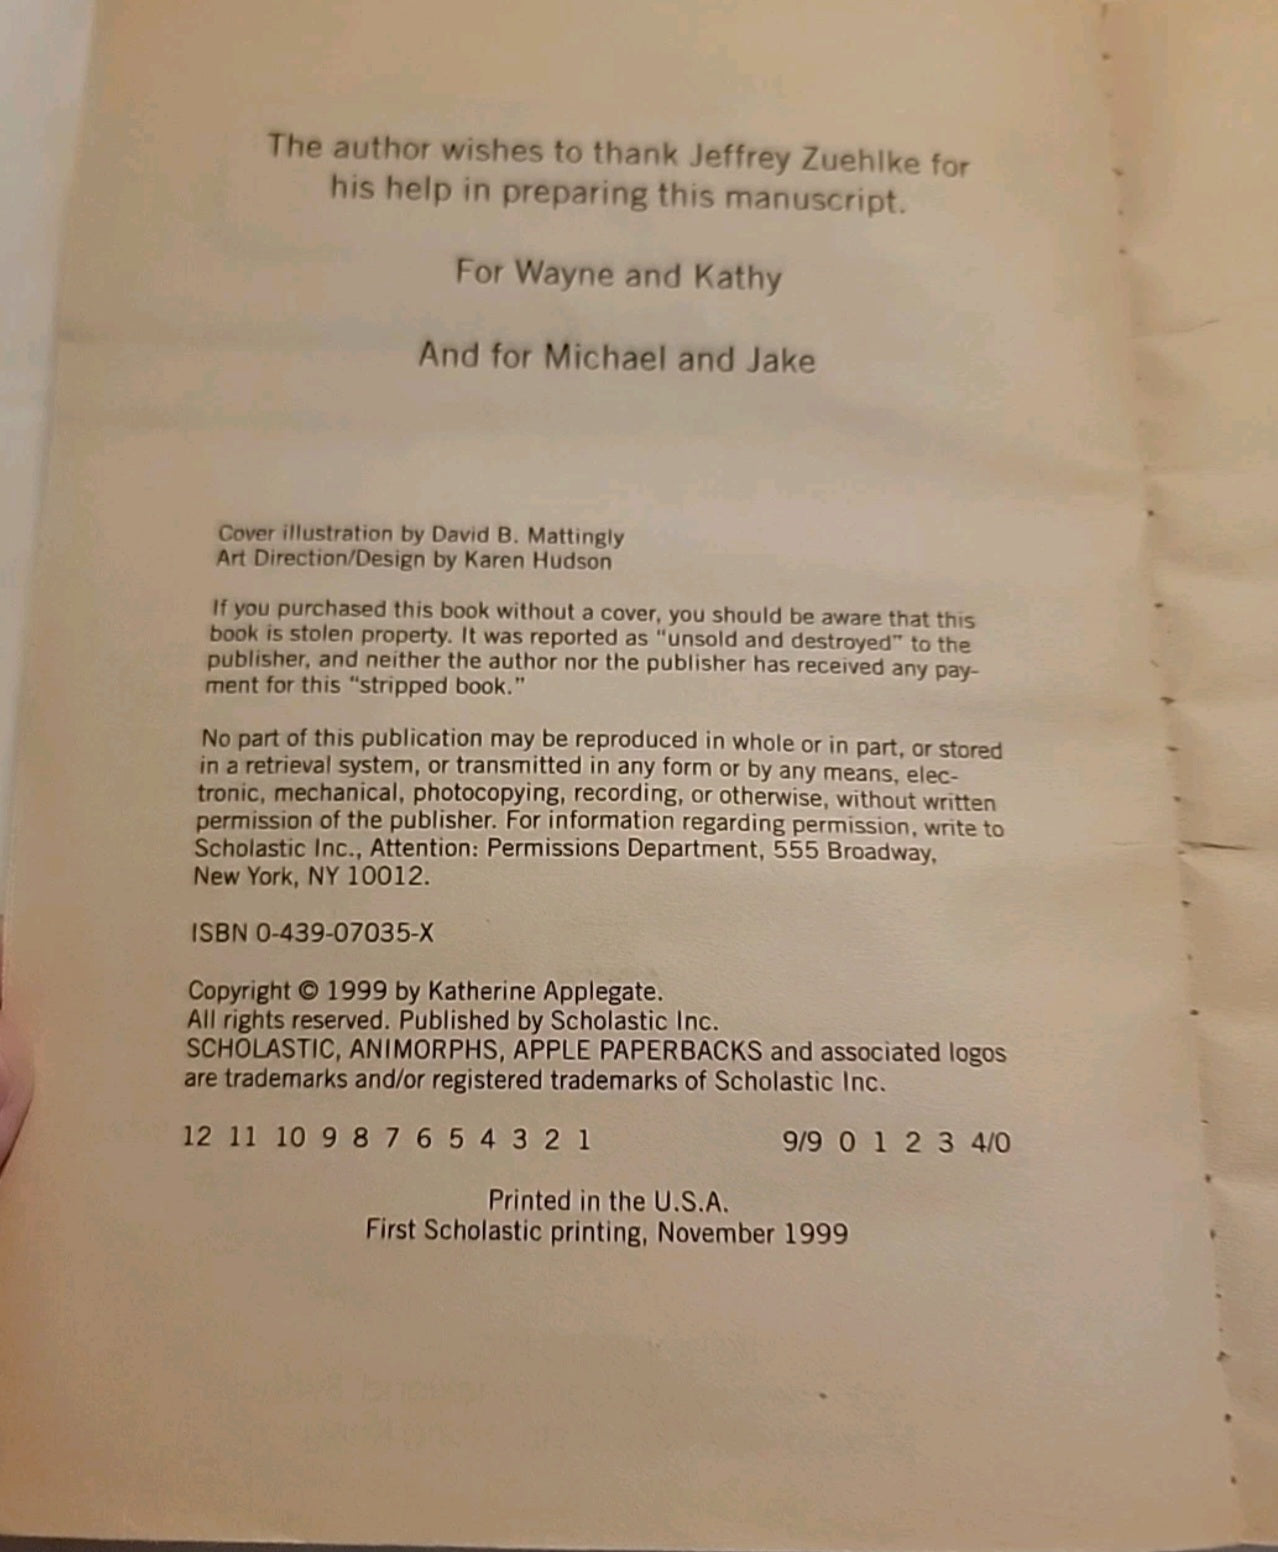 The author wishes to thank Jeffrey Zuehlke for
his help in preparing this manuscript.
For Wayne and Kathy
And for Michael and Jake
Cover illustration by David B. Mattingly
Art Direction/Design by Karen Hudson
If you purchased this book without a cover, you should be aware that this
book is stolen property. It was reported as “unsold and destroyed” to the
publisher, and neither the author nor the publisher has received any pay-
ment for this “stripped book.”
No part of this publication may be reproduced in whole or in part, or stored
in a retrieval system, or transmitted in any form or by any means, elec-
tronic, mechanical, photocopying, recording, or otherwise, without written
permission of the publisher. For information regarding permission, write to
Scholastic Inc., Attention: Permissions Department, 555 Broadway,
New York, NY 10012.
ISBN 0-439-07035-X
Copyright © 1999 by Katherine Applegate.
All rights reserved. Published by Scholastic Inc.
SCHOLASTIC, ANIMORPHS, APPLE PAPERBACKS and associated logos
are trademarks and/or registered trademarks of Scholastic Inc.
12 11 10 9 8 7 6 5 4 3 2 1 9/9 0 1 2 3 4/0
Printed in the U.S.A.
First Scholastic printing, November 1999